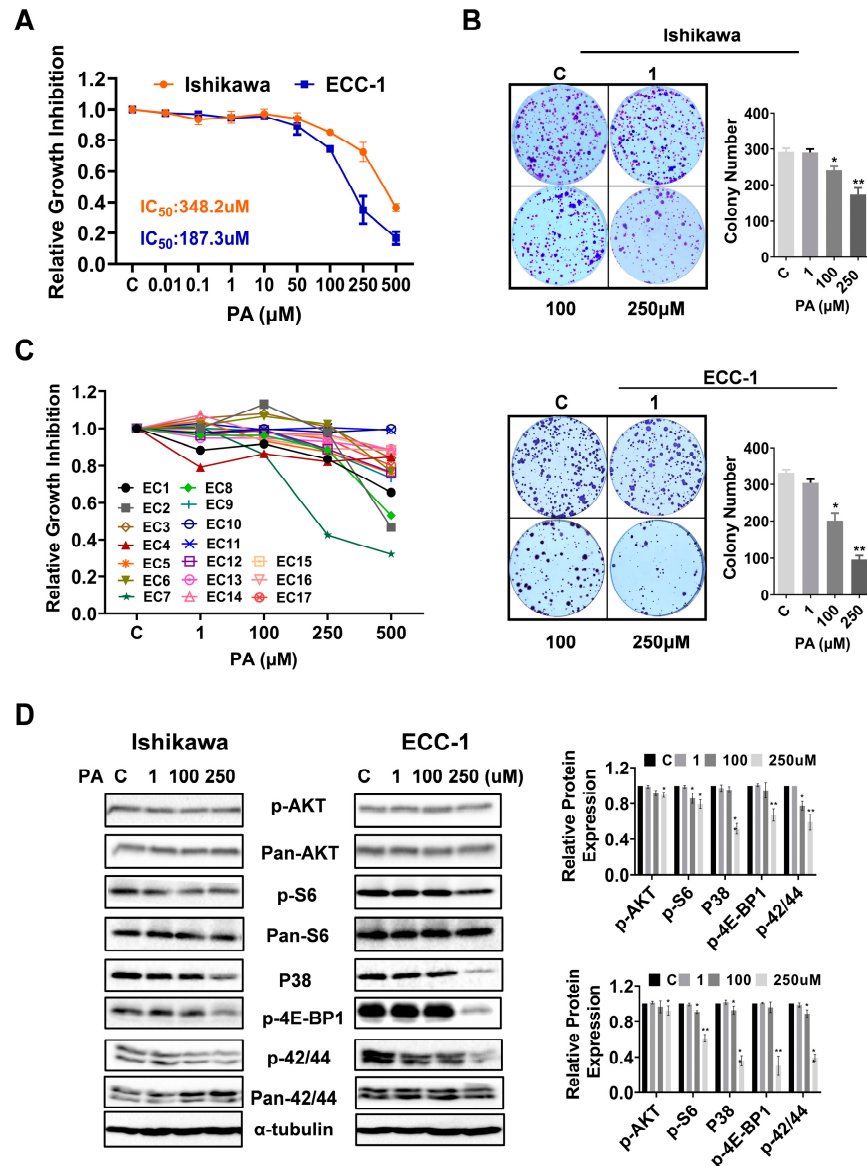 A
Relative Growth Inhibition
1.2
1.0
0.8
0.6
0.4
0.2
0.0
Ishikawa ECC-1
IC50:348.2uM
IC50:187.3uM
C 0.01 0.1 1 10 50 100 250 500
PA (µM)
B
Ishikawa
C 1
100 250µM
Colony Number
400
300
200
100
0
*
**
C 1 100 250
PA (µM)
ECC-1
C 1
100 250µM
Colony Number
400
300
200
100
0
*
**
C 1 100 250
PA (µM)
C
Relative Growth Inhibition
1.2
1.0
0.8
0.6
0.4
0.2
0.0
EC1 EC8
EC2 EC9
EC3 EC10
EC4 EC11
EC5 EC12 EC15
EC6 EC13 EC16
EC7 EC14 EC17
C 1 100 250 500
PA (µM)
D
Ishikawa ECC-1
PA C 1 100 250 C 1 100 250 (uM)
p-AKT
Pan-AKT
p-S6
Pan-S6
P38
p-4E-BP1
p-42/44
Pan-42/44
α-tubulin
Relative Protein
Expression
C 1 100 250uM
1.2
0.8
0.4
0.0
* * * * * ** * **
p-AKT p-S6 P38 p-4E-BP1 p-42/44
Relative Protein
Expression
C 1 100 250uM
1.2
0.8
0.4
0.0
* * ** * * * ** * * *
p-AKT p-S6 P38 p-4E-BP1 p-42/44